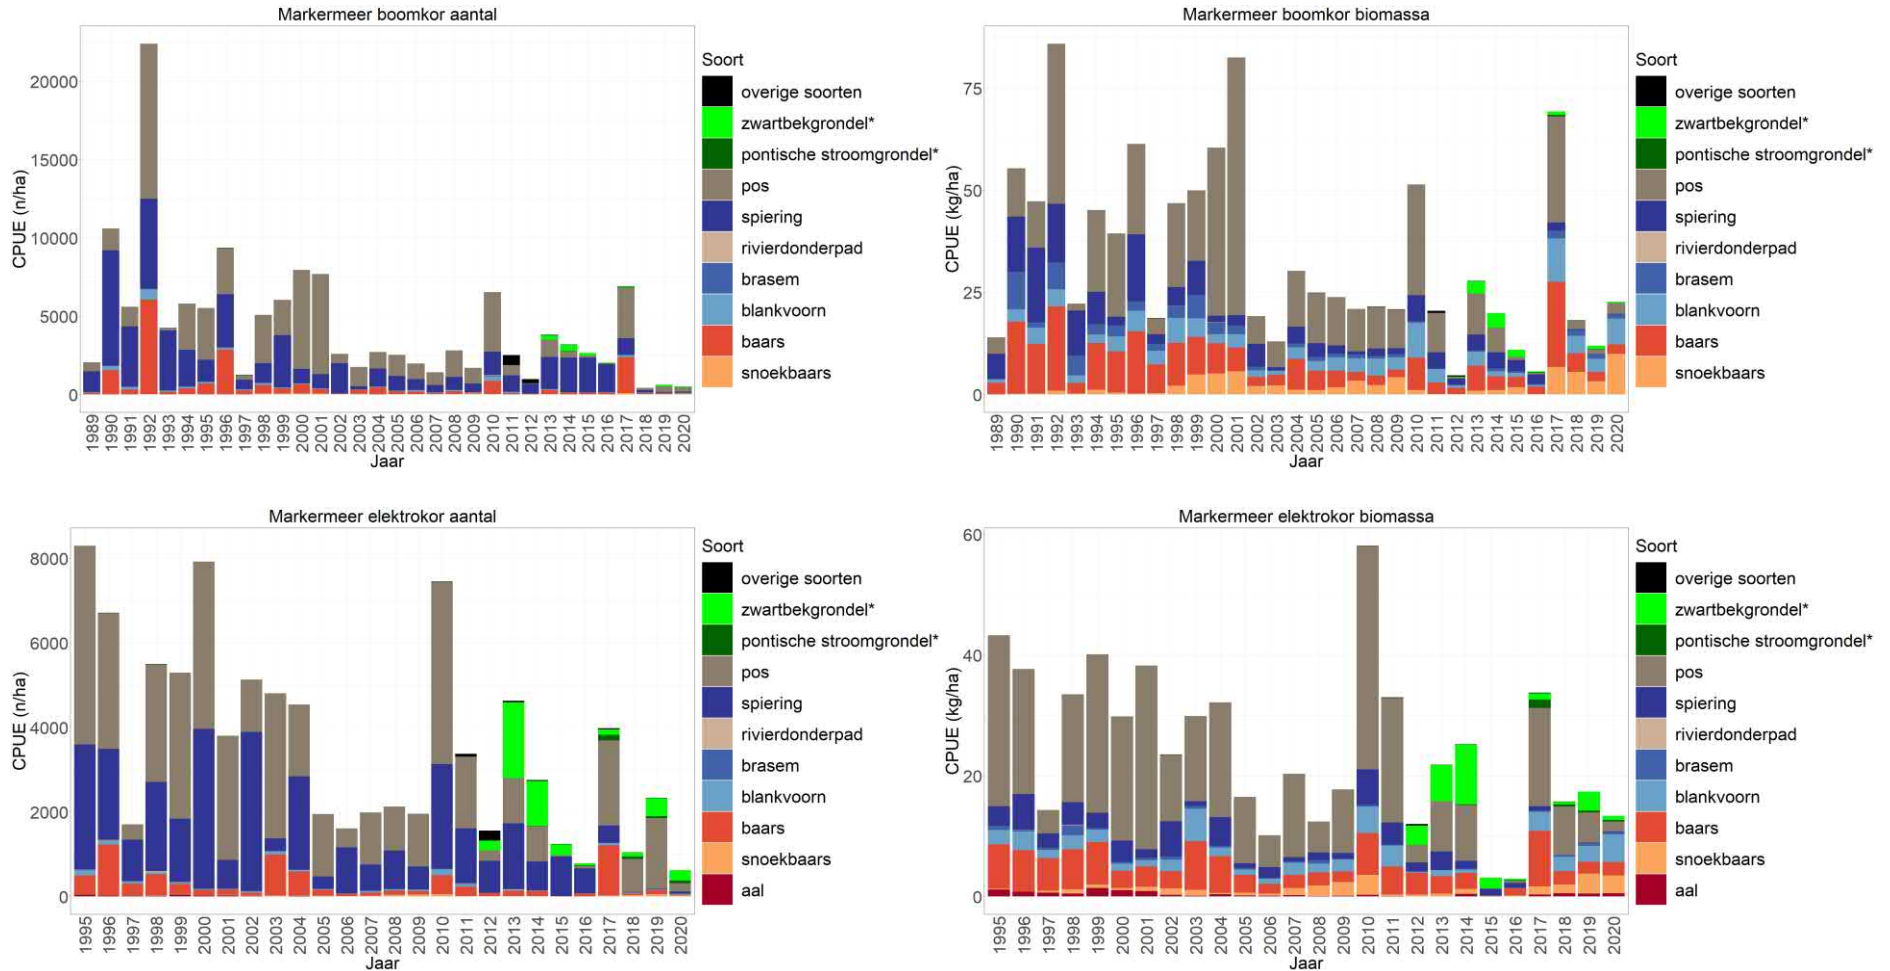 Markermeer boomkor aantal
CPUE (n/ha)
20000
15000
10000
5000
0
1989 1990 1991 1992 1993 1994 1995 1996 1997 1998 1999 2000 2001 2002 2003 2004 2005 2006 2007 2008 2009 2010 2011 2012 2013 2014 2015 2016 2017 2018 2019 2020
Jaar
Soort
overige soorten
zwartbekgrondel*
pontische stroomgrondel*
pos
spiering
rivierdonderpad
brasem
blankvoorn
baars
snoekbaars
Markermeer boomkor biomassa
CPUE (kg/ha)
75
50
25
0
1989 1990 1991 1992 1993 1994 1995 1996 1997 1998 1999 2000 2001 2002 2003 2004 2005 2006 2007 2008 2009 2010 2011 2012 2013 2014 2015 2016 2017 2018 2019 2020
Jaar
Soort
overige soorten
zwartbekgrondel*
pontische stroomgrondel*
pos
spiering
rivierdonderpad
brasem
blankvoorn
baars
snoekbaars
Markermeer elektrokor aantal
CPUE (n/ha)
8000
6000
4000
2000
0
1995 1996 1997 1998 1999 2000 2001 2002 2003 2004 2005 2006 2007 2008 2009 2010 2011 2012 2013 2014 2015 2016 2017 2018 2019 2020
Jaar
Soort
overige soorten
zwartbekgrondel*
pontische stroomgrondel*
pos
spiering
rivierdonderpad
brasem
blankvoorn
baars
snoekbaars
aal
Markermeer elektrokor biomassa
CPUE (kg/ha)
60
40
20
0
1995 1996 1997 1998 1999 2000 2001 2002 2003 2004 2005 2006 2007 2008 2009 2010 2011 2012 2013 2014 2015 2016 2017 2018 2019 2020
Jaar
Soort
overige soorten
zwartbekgrondel*
pontische stroomgrondel*
pos
spiering
rivierdonderpad
brasem
blankvoorn
baars
snoekbaars
aal